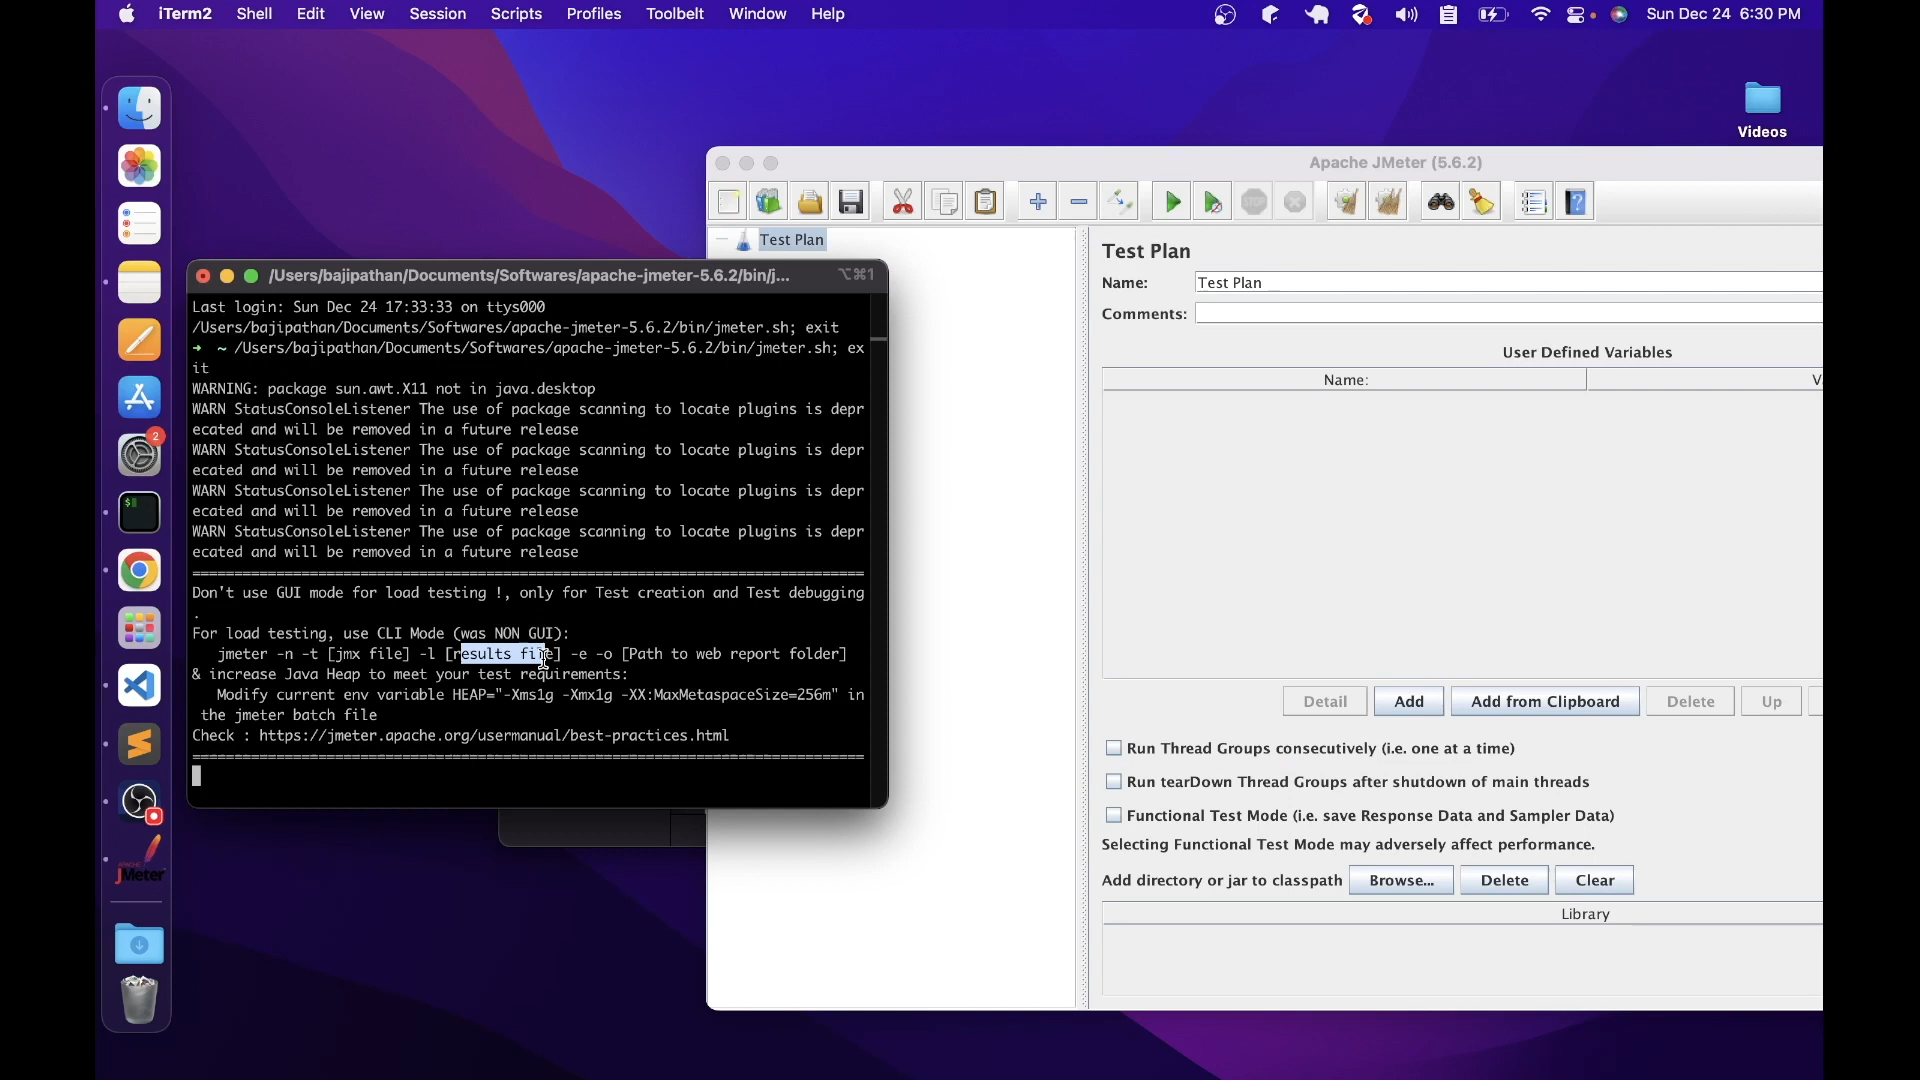 iTerm2 Shell Edit View Session Scripts Profiles Toolbelt Window Help Sun Dec 24 6:30 PM
Videos
Apache JMeter (5.6.2)
STOP
Test Plan
Test Plan
Name: Test Plan
Comments:
User Defined Variables
Name: V
Detail Add Add from Clipboard Delete Up
Run Thread Groups consecutively (i.e. one at a time)
Run tearDown Thread Groups after shutdown of main threads
Functional Test Mode (i.e. save Response Data and Sampler Data)
Selecting Functional Test Mode may adversely affect performance.
Add directory or jar to classpath Browse... Delete Clear
Library
/Users/bajipathan/Documents/Softwares/apache-jmeter-5.6.2/bin/j... ⌥⌘1
Last login: Sun Dec 24 17:33:33 on ttys000
/Users/bajipathan/Documents/Softwares/apache-jmeter-5.6.2/bin/jmeter.sh; exit
➜ ~ /Users/bajipathan/Documents/Softwares/apache-jmeter-5.6.2/bin/jmeter.sh; ex
it
WARNING: package sun.awt.X11 not in java.desktop
WARN StatusConsoleListener The use of package scanning to locate plugins is depr
ecated and will be removed in a future release
WARN StatusConsoleListener The use of package scanning to locate plugins is depr
ecated and will be removed in a future release
WARN StatusConsoleListener The use of package scanning to locate plugins is depr
ecated and will be removed in a future release
WARN StatusConsoleListener The use of package scanning to locate plugins is depr
ecated and will be removed in a future release
================================================================================
Don't use GUI mode for load testing !, only for Test creation and Test debugging
.
For load testing, use CLI Mode (was NON GUI):
jmeter -n -t [jmx file] -l [results file] -e -o [Path to web report folder]
& increase Java Heap to meet your test requirements:
Modify current env variable HEAP="-Xms1g -Xmx1g -XX:MaxMetaspaceSize=256m" in
the jmeter batch file
Check : https://jmeter.apache.org/usermanual/best-practices.html
================================================================================
2
$
APACHE
JMeter